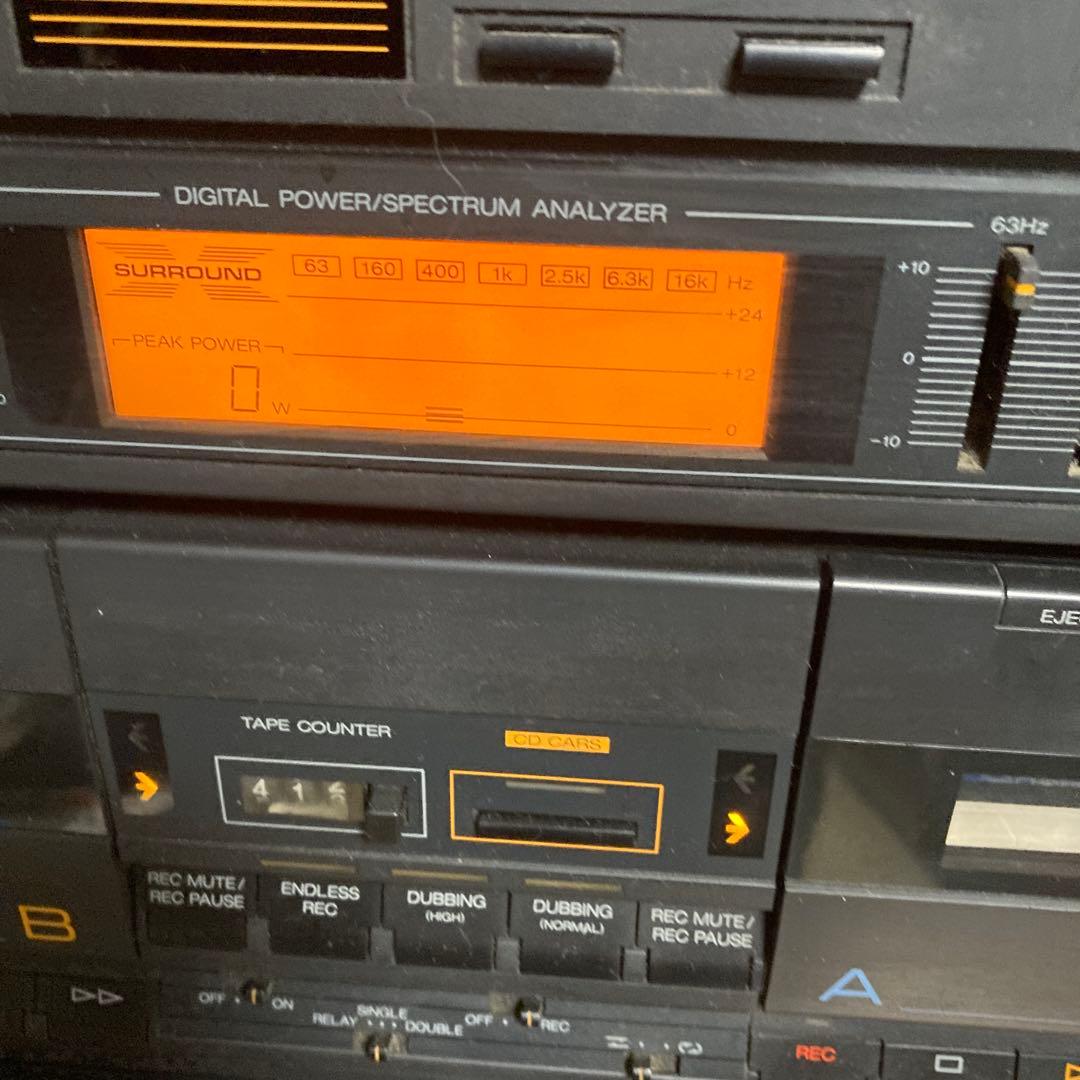 DIGITAL POWER/SPECTRUM ANALYZER
63Hz
SURROUND
63 160 400 1k 2.5k 6.3k 16k Hz
+24
PEAK POWER
+12
0 W
0
+10
0
-10
EJE
TAPE COUNTER
CD CARS
4 1
REC MUTE/
REC PAUSE
ENDLESS
REC
DUBBING
(HIGH)
DUBBING
(NORMAL)
REC MUTE/
REC PAUSE
B
A
OFF • ON
SINGLE
RELAY • • • DOUBLE
OFF • REC
REC